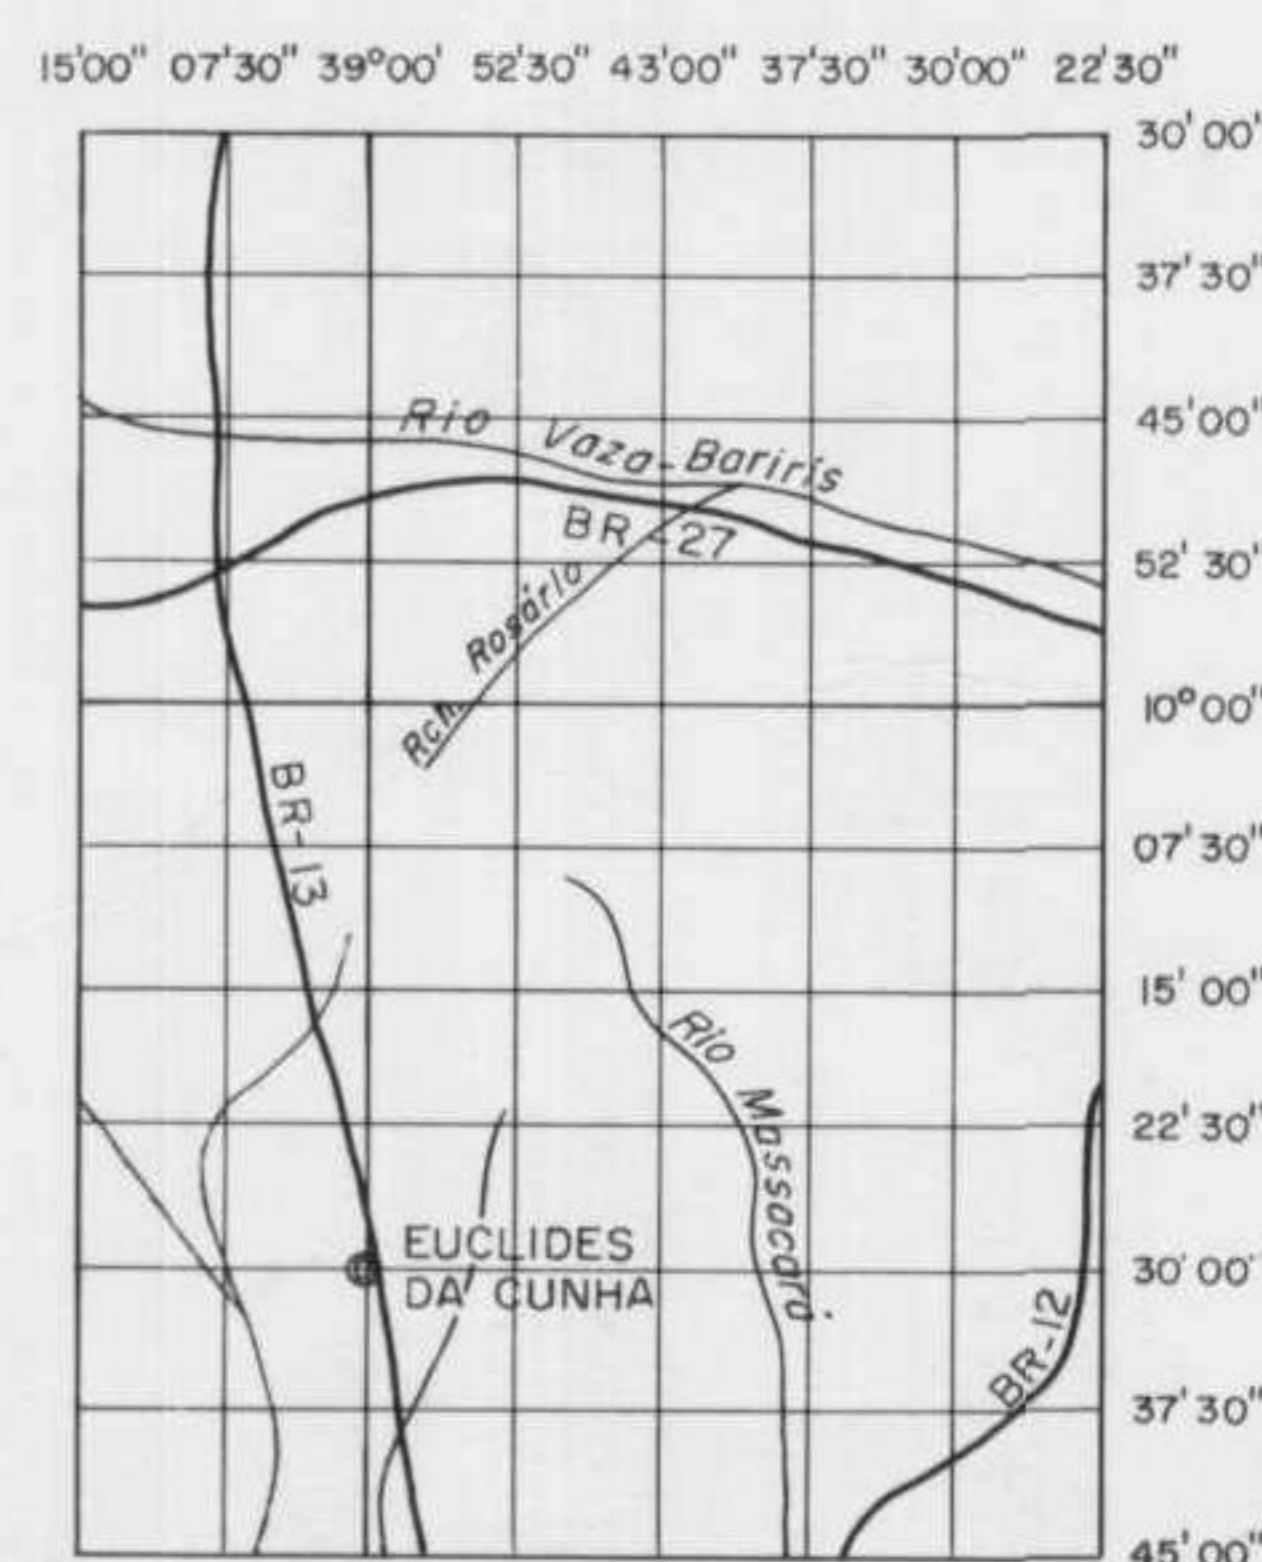 15'00" 07'30" 39°00' 52'30" 43'00" 37'30" 30'00" 22'30"
30' 00'
37' 30"
Rio Vaza-Bariris
45' 00"
BR-27
52' 30"
Rch. Rosário
10° 00"
BR-13
07' 30"
15' 00"
Rio Massacará
22' 30"
EUCLIDES
DA CUNHA
30' 00'
BR-12
37' 30"
45' 00"